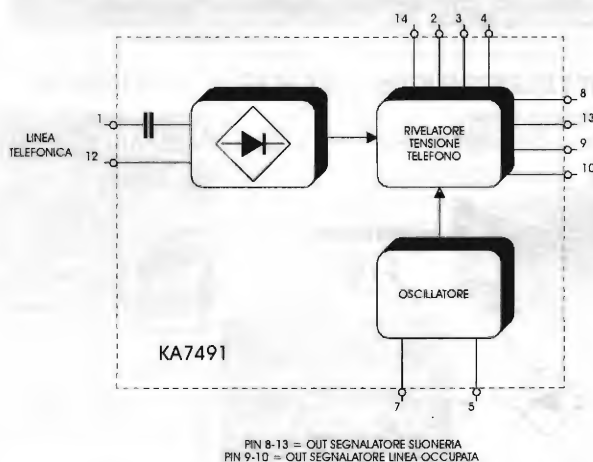 14 2 3 4
1
LINEA
TELEFONICA
12
RIVELATORE
TENSIONE
TELEFONO
8
13
9
10
OSCILLATORE
KA7491
7 5
PIN 8-13 = OUT SEGNALATORE SUONERIA
PIN 9-10 = OUT SEGNALATORE LINEA OCCUPATA